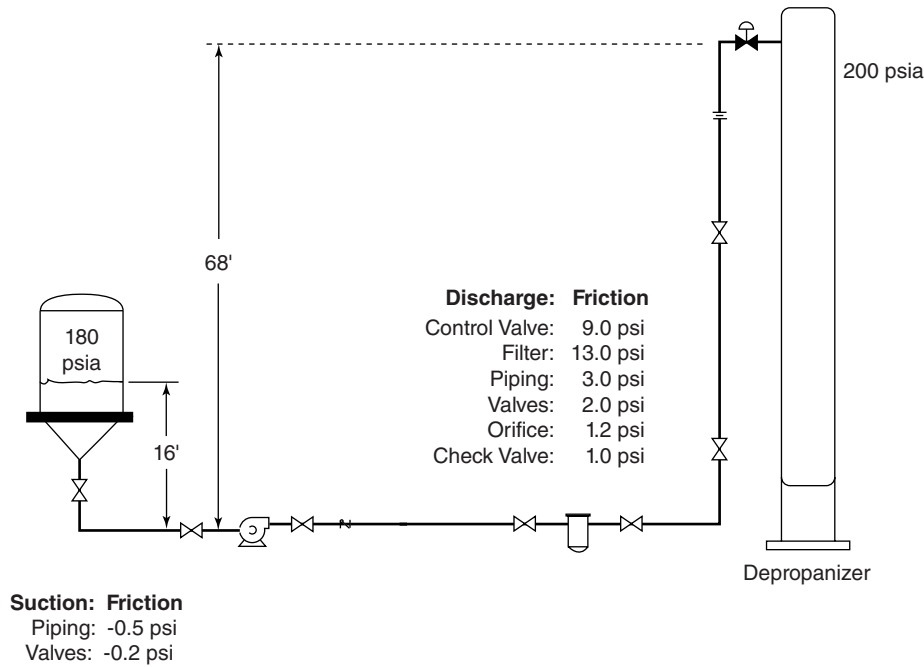 200 psia
68'
Discharge: Friction
Control Valve: 9.0 psi
Filter: 13.0 psi
Piping: 3.0 psi
Valves: 2.0 psi
Orifice: 1.2 psi
Check Valve: 1.0 psi
180
psia
16'
Depropanizer
Suction: Friction
Piping: -0.5 psi
Valves: -0.2 psi